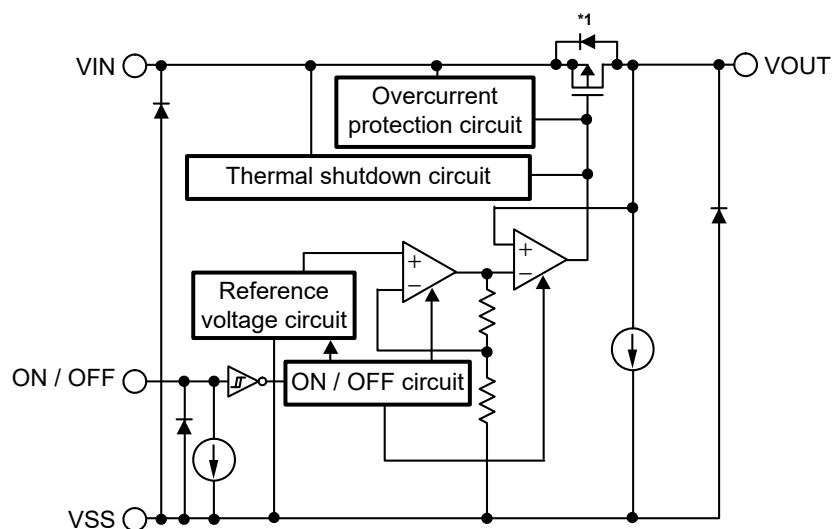 *1
VIN
VOUT
Overcurrent
protection circuit
Thermal shutdown circuit
+
−
+
−
Reference
voltage circuit
ON / OFF
ON / OFF circuit
VSS